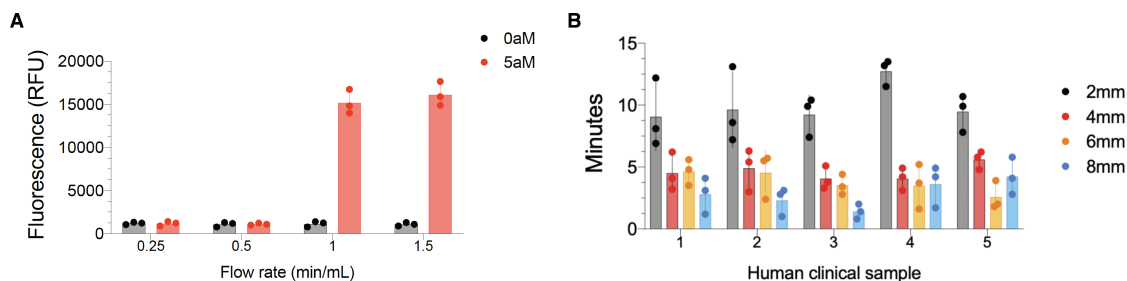 A
Fluorescence (RFU)
20000
15000
10000
5000
0
0.25 0.5 1 1.5
Flow rate (min/mL)
0aM
5aM
B
Minutes
15
10
5
0
1 2 3 4 5
Human clinical sample
2mm
4mm
6mm
8mm